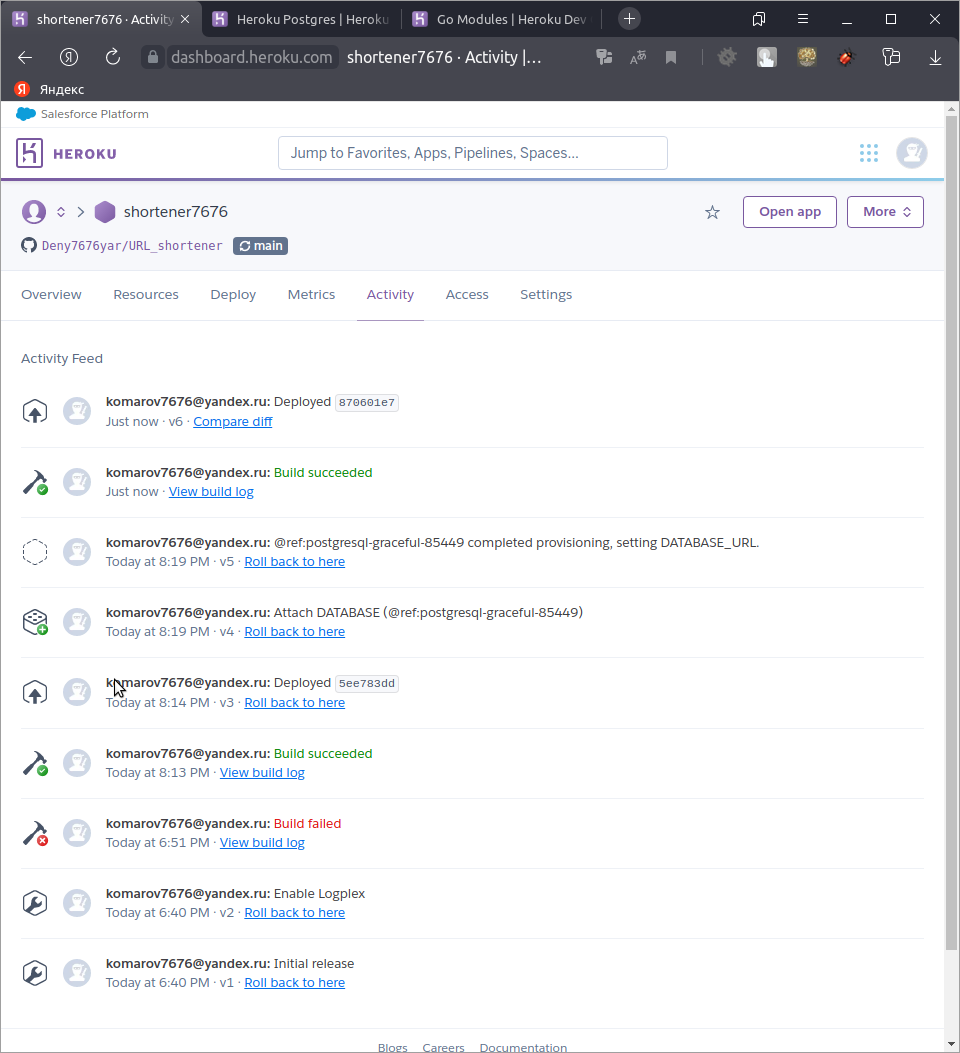 shortener7676 · Activity
Heroku Postgres | Heroku
Go Modules | Heroku Dev
dashboard.heroku.com shortener7676 · Activity |...
Я Яндекс
Salesforce Platform
HEROKU
Jump to Favorites, Apps, Pipelines, Spaces...
shortener7676
Open app
More
Deny7676yar/URL_shortener
main
Overview
Resources
Deploy
Metrics
Activity
Access
Settings
Activity Feed
komarov7676@yandex.ru: Deployed 870601e7
Just now · v6 · Compare diff
komarov7676@yandex.ru: Build succeeded
Just now · View build log
komarov7676@yandex.ru: @ref:postgresql-graceful-85449 completed provisioning, setting DATABASE_URL.
Today at 8:19 PM · v5 · Roll back to here
komarov7676@yandex.ru: Attach DATABASE (@ref:postgresql-graceful-85449)
Today at 8:19 PM · v4 · Roll back to here
komarov7676@yandex.ru: Deployed 5ee783dd
Today at 8:14 PM · v3 · Roll back to here
komarov7676@yandex.ru: Build succeeded
Today at 8:13 PM · View build log
komarov7676@yandex.ru: Build failed
Today at 6:51 PM · View build log
komarov7676@yandex.ru: Enable Logplex
Today at 6:40 PM · v2 · Roll back to here
komarov7676@yandex.ru: Initial release
Today at 6:40 PM · v1 · Roll back to here
Blogs Careers Documentation